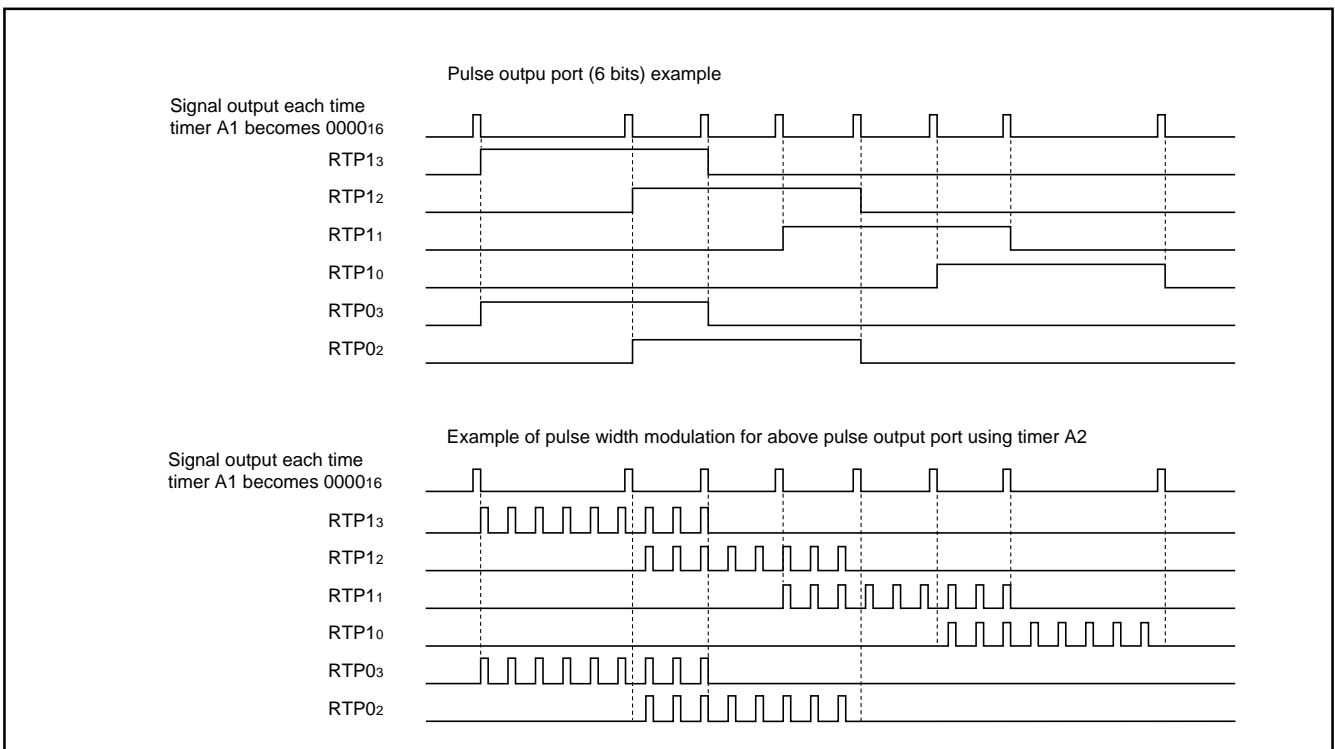 Pulse outpu port (6 bits) example
Signal output each time
timer A1 becomes 000016
RTP13
RTP12
RTP11
RTP10
RTP03
RTP02
Example of pulse width modulation for above pulse output port using timer A2
Signal output each time
timer A1 becomes 000016
RTP13
RTP12
RTP11
RTP10
RTP03
RTP02